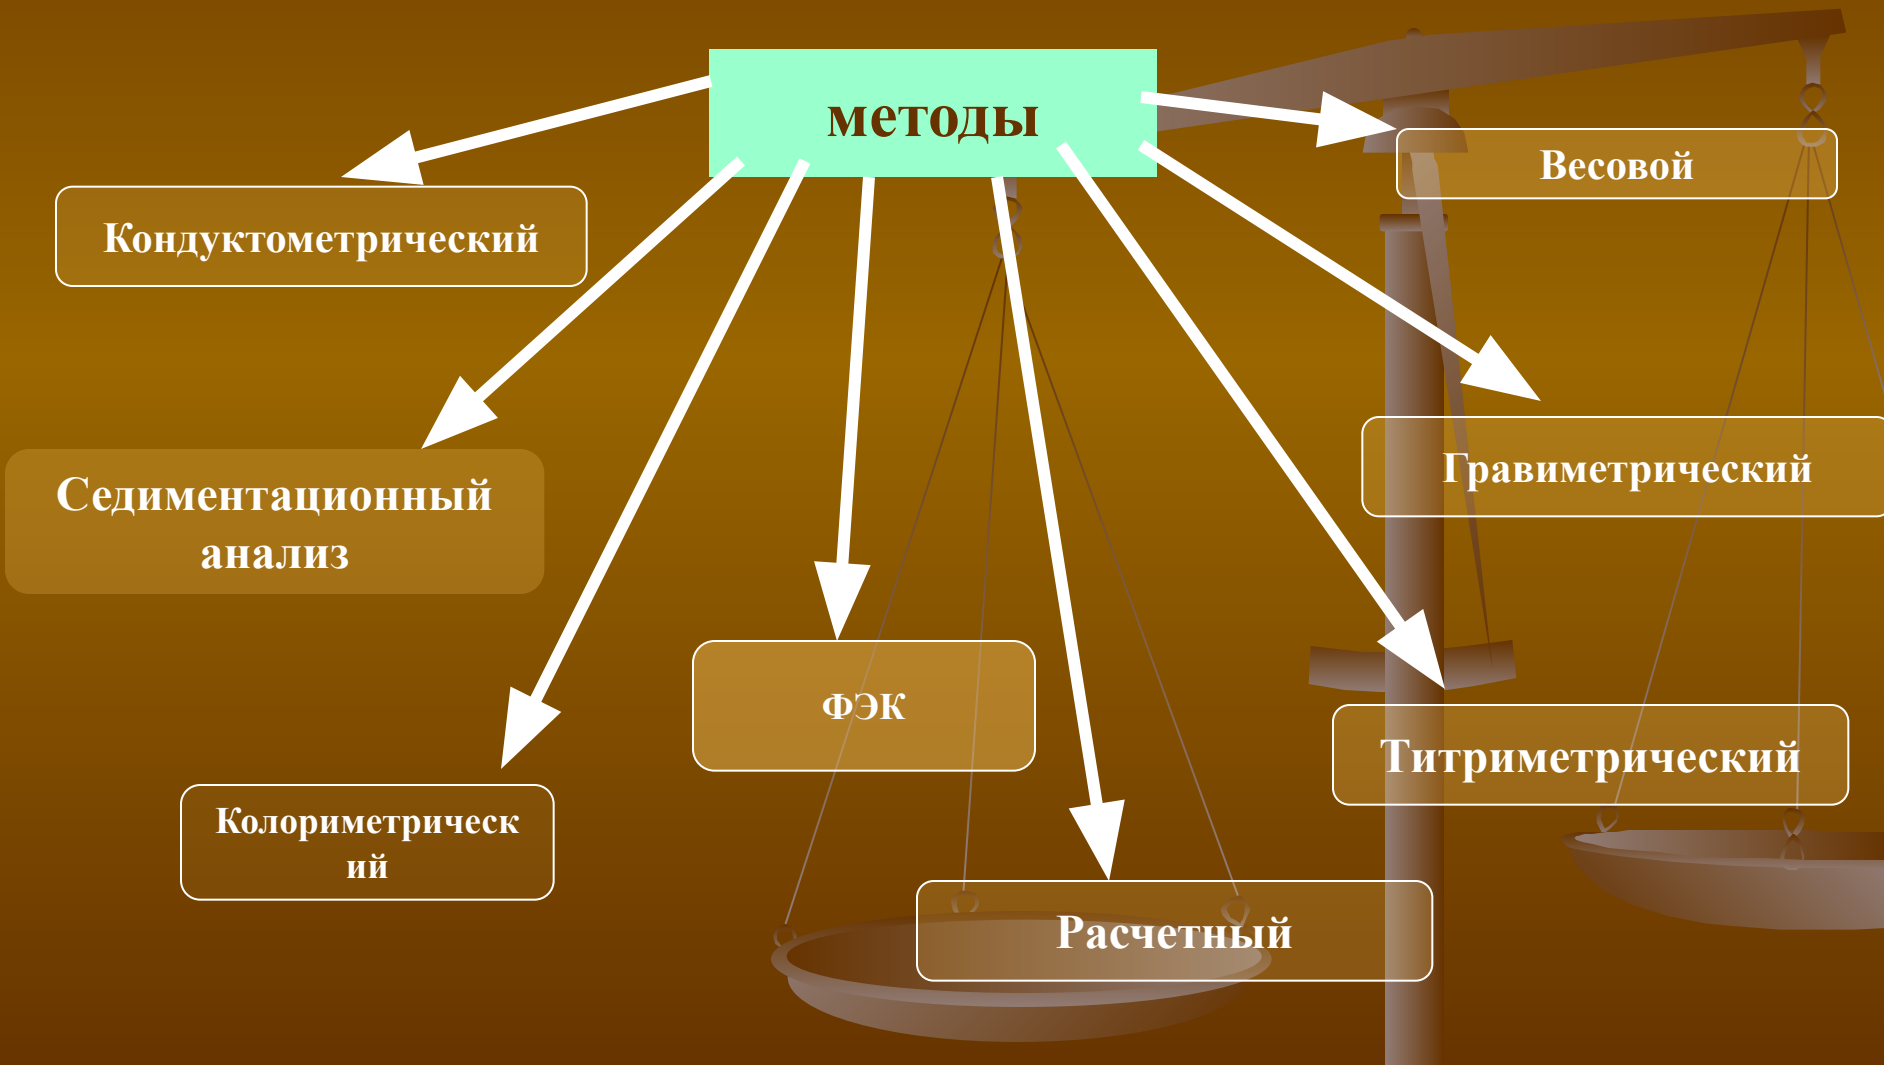 методы
Весовой
Кондуктометрический
Гравиметрический
Седиментационный
анализ
ФЭК
Титриметрический
Колориметрическ
ий
Расчетный